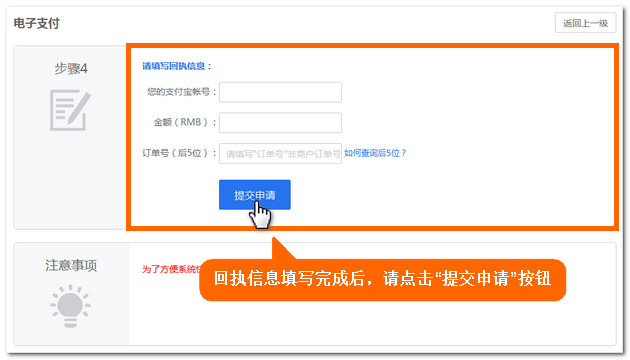 电子支付
返回上一级
步骤4
请填写回执信息：
您的支付宝帐号：
金额（RMB）：
订单号（后5位）：
请填写"订单号"非商户订单号
如何查询后5位？
提交申请
注意事项
为了方便系统
回执信息填写完成后，请点击“提交申请”按钮